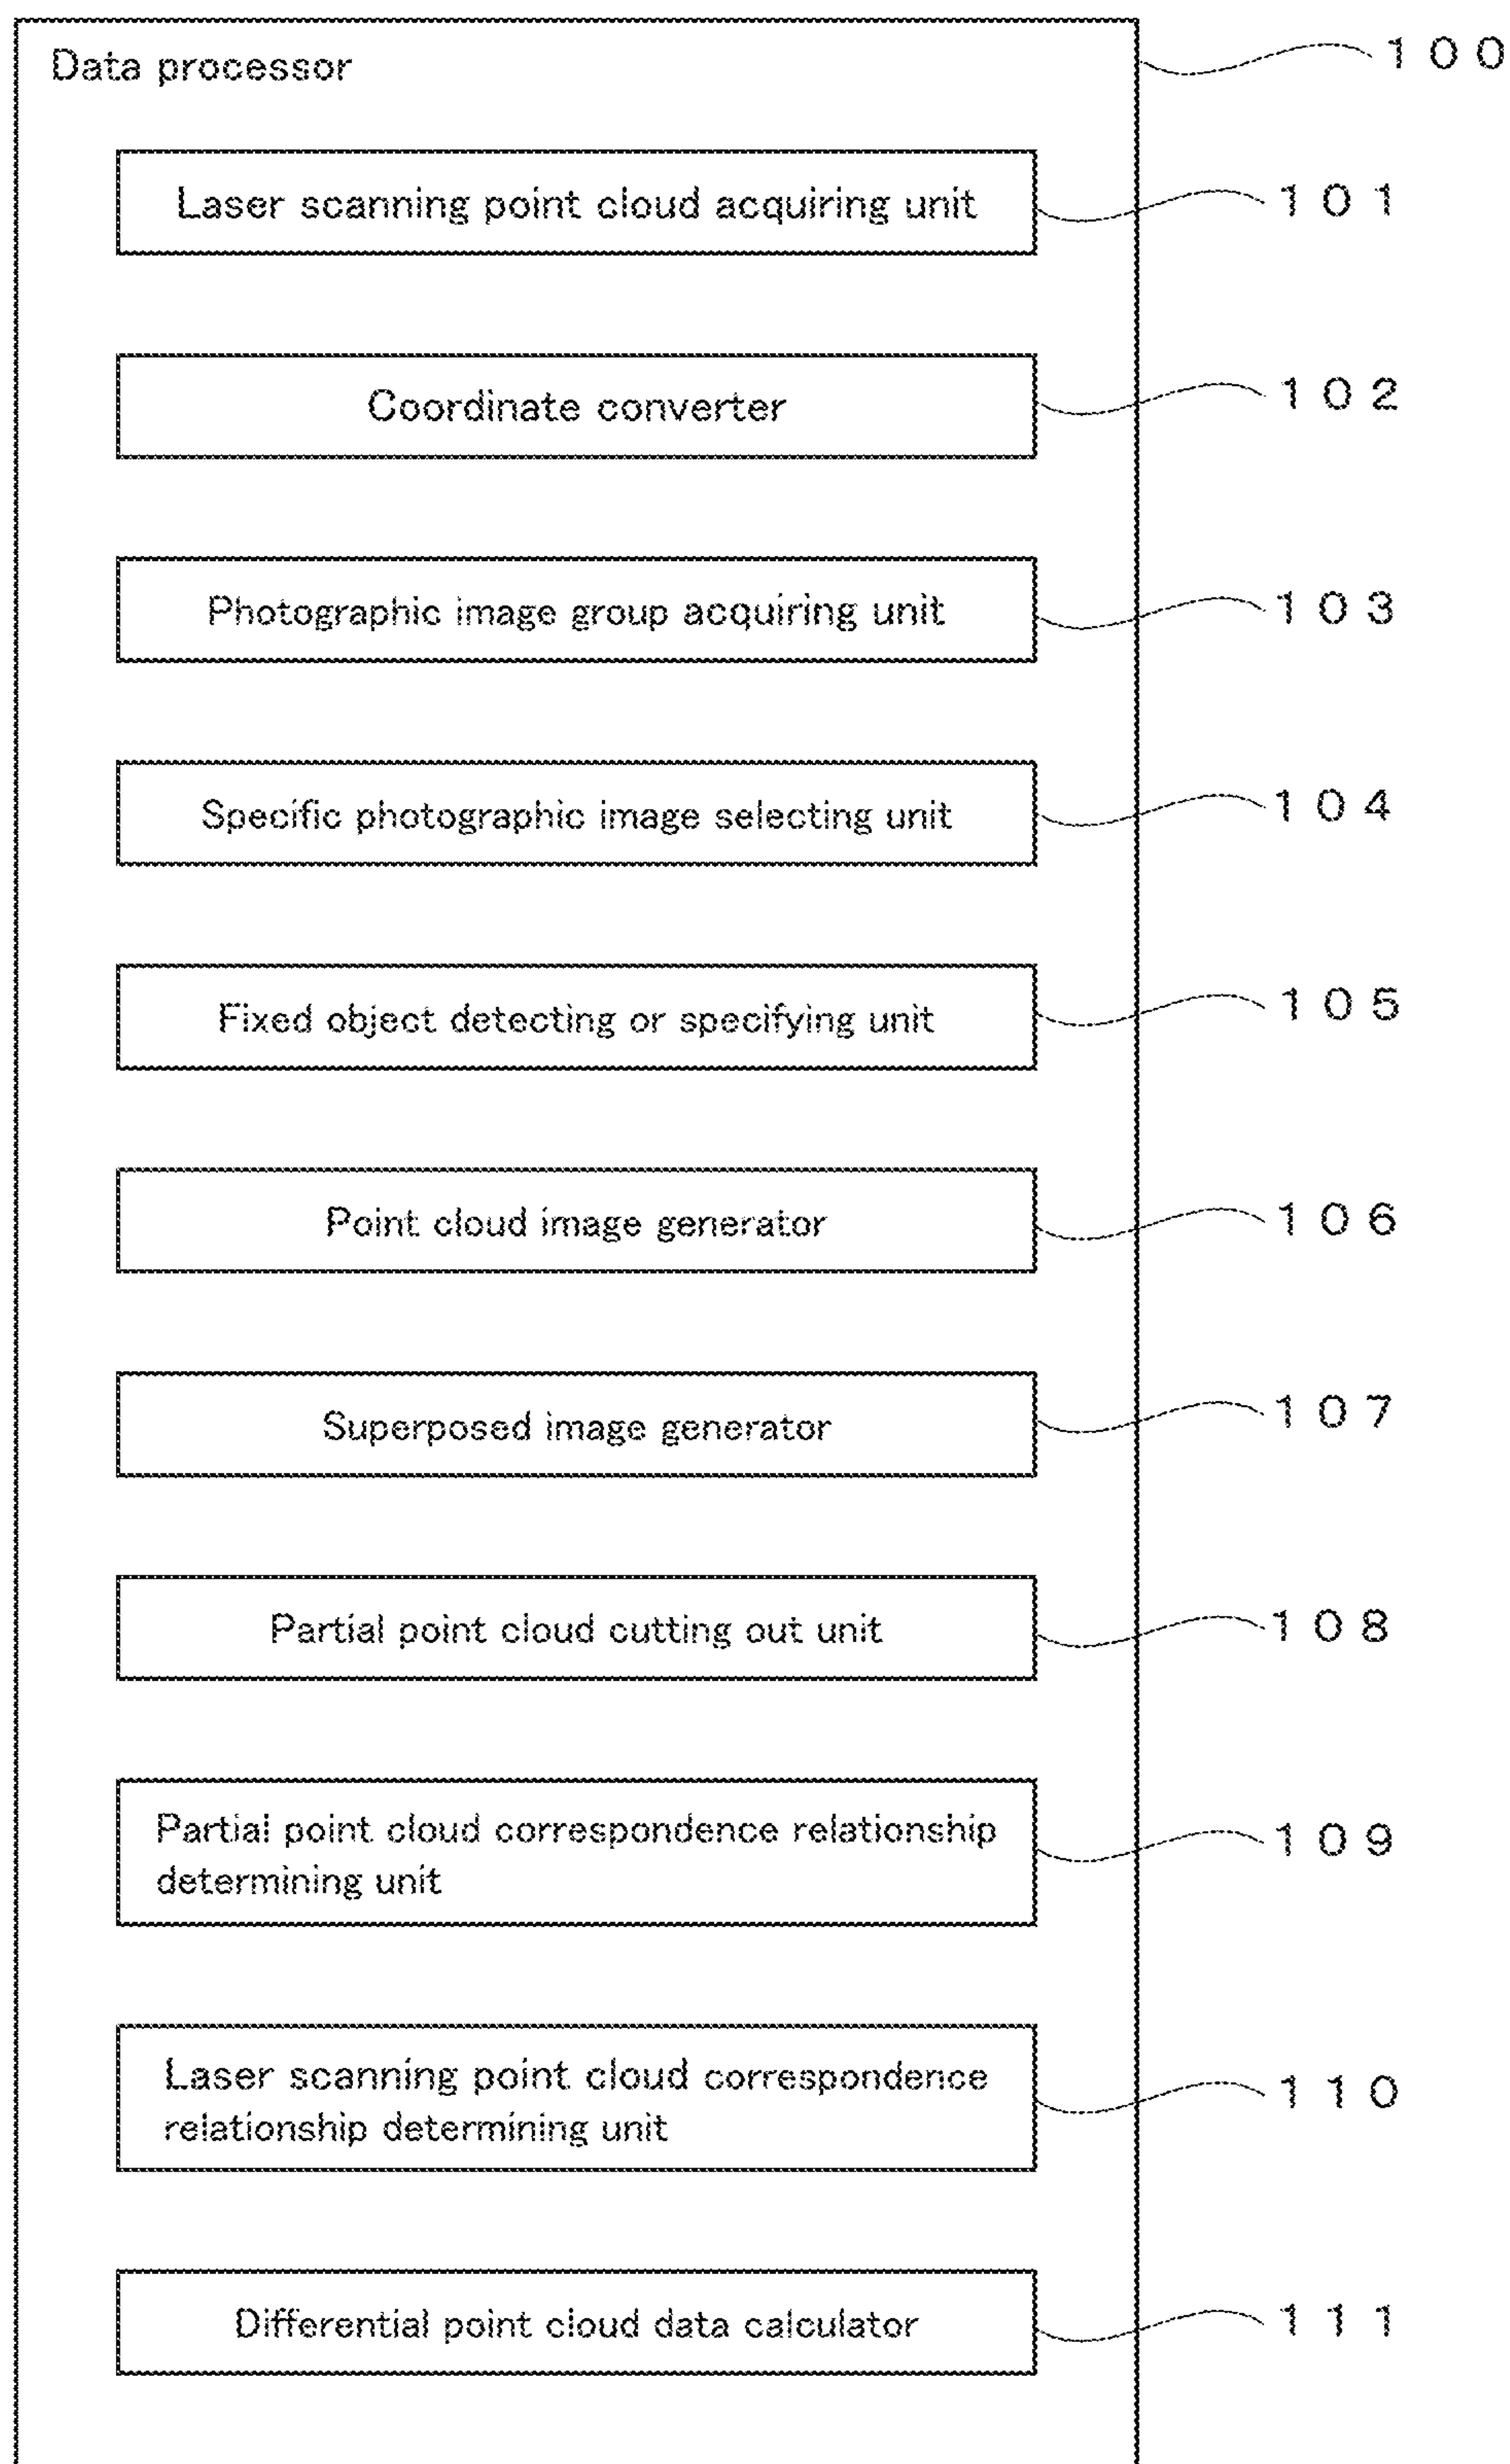 Data processor
100
Laser scanning point cloud acquiring unit
101
Coordinate converter
102
Photographic image group acquiring unit
103
Specific photographic image selecting unit
104
Fixed object detecting or specifying unit
105
Point cloud image generator
106
Superposed image generator
107
Partial point cloud cutting out unit
108
Partial point cloud correspondence relationship
determining unit
109
Laser scanning point cloud correspondence
relationship determining unit
110
Differential point cloud data calculator
111